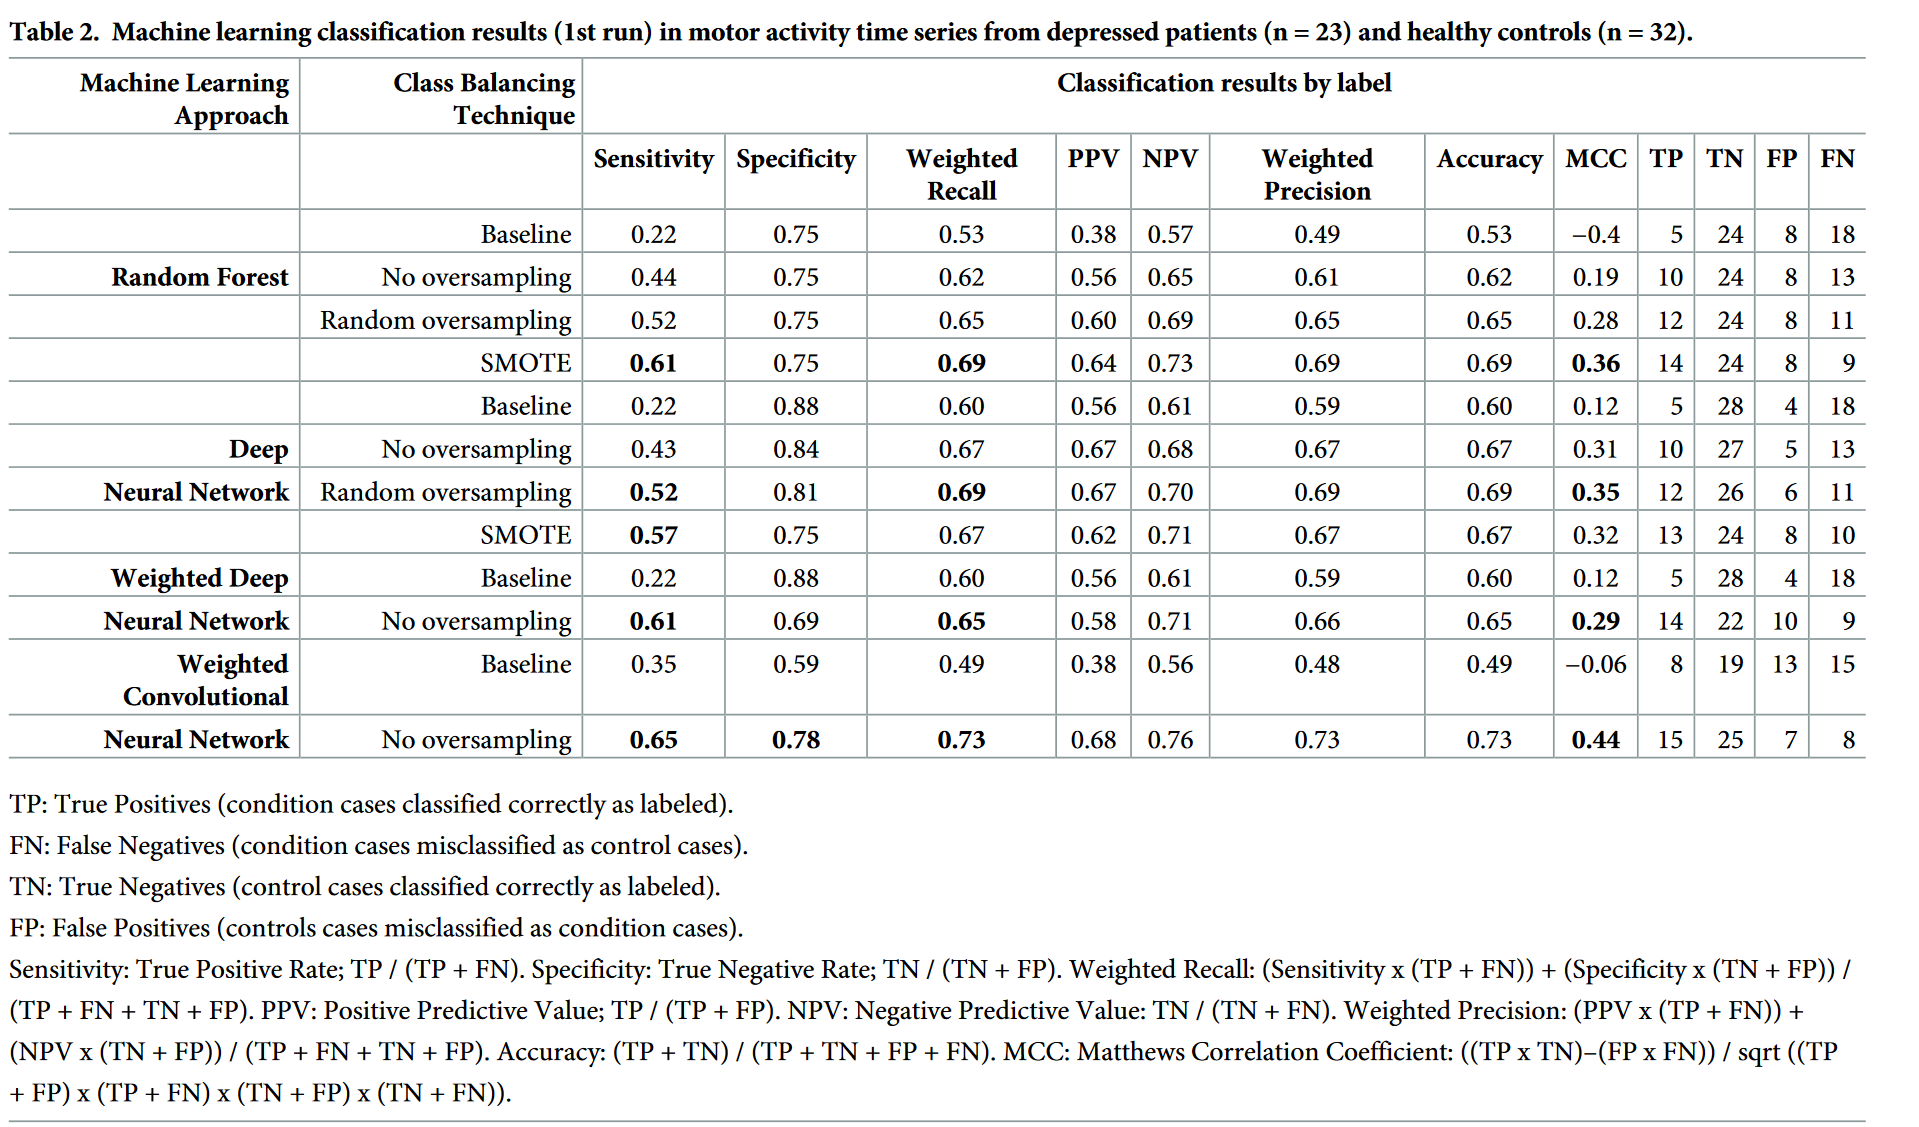 Table 2. Machine learning classification results (1st run) in motor activity time series from depressed patients (n = 23) and healthy controls (n = 32).
Machine Learning Approach Class Balancing Technique Classification results by label
Sensitivity Specificity Weighted Recall PPV NPV Weighted Precision Accuracy MCC TP TN FP FN
Baseline 0.22 0.75 0.53 0.38 0.57 0.49 0.53 −0.4 5 24 8 18
Random Forest No oversampling 0.44 0.75 0.62 0.56 0.65 0.61 0.62 0.19 10 24 8 13
Random oversampling 0.52 0.75 0.65 0.60 0.69 0.65 0.65 0.28 12 24 8 11
SMOTE 0.61 0.75 0.69 0.64 0.73 0.69 0.69 0.36 14 24 8 9
Baseline 0.22 0.88 0.60 0.56 0.61 0.59 0.60 0.12 5 28 4 18
Deep No oversampling 0.43 0.84 0.67 0.67 0.68 0.67 0.67 0.31 10 27 5 13
Neural Network Random oversampling 0.52 0.81 0.69 0.67 0.70 0.69 0.69 0.35 12 26 6 11
SMOTE 0.57 0.75 0.67 0.62 0.71 0.67 0.67 0.32 13 24 8 10
Weighted Deep Baseline 0.22 0.88 0.60 0.56 0.61 0.59 0.60 0.12 5 28 4 18
Neural Network No oversampling 0.61 0.69 0.65 0.58 0.71 0.66 0.65 0.29 14 22 10 9
Weighted Convolutional Baseline 0.35 0.59 0.49 0.38 0.56 0.48 0.49 −0.06 8 19 13 15
Neural Network No oversampling 0.65 0.78 0.73 0.68 0.76 0.73 0.73 0.44 15 25 7 8
TP: True Positives (condition cases classified correctly as labeled).
FN: False Negatives (condition cases misclassified as control cases).
TN: True Negatives (control cases classified correctly as labeled).
FP: False Positives (controls cases misclassified as condition cases).
Sensitivity: True Positive Rate; TP / (TP + FN). Specificity: True Negative Rate; TN / (TN + FP). Weighted Recall: (Sensitivity x (TP + FN)) + (Specificity x (TN + FP)) /
(TP + FN + TN + FP). PPV: Positive Predictive Value; TP / (TP + FP). NPV: Negative Predictive Value: TN / (TN + FN). Weighted Precision: (PPV x (TP + FN)) +
(NPV x (TN + FP)) / (TP + FN + TN + FP). Accuracy: (TP + TN) / (TP + TN + FP + FN). MCC: Matthews Correlation Coefficient: ((TP x TN)–(FP x FN)) / sqrt ((TP
+ FP) x (TP + FN) x (TN + FP) x (TN + FN)).